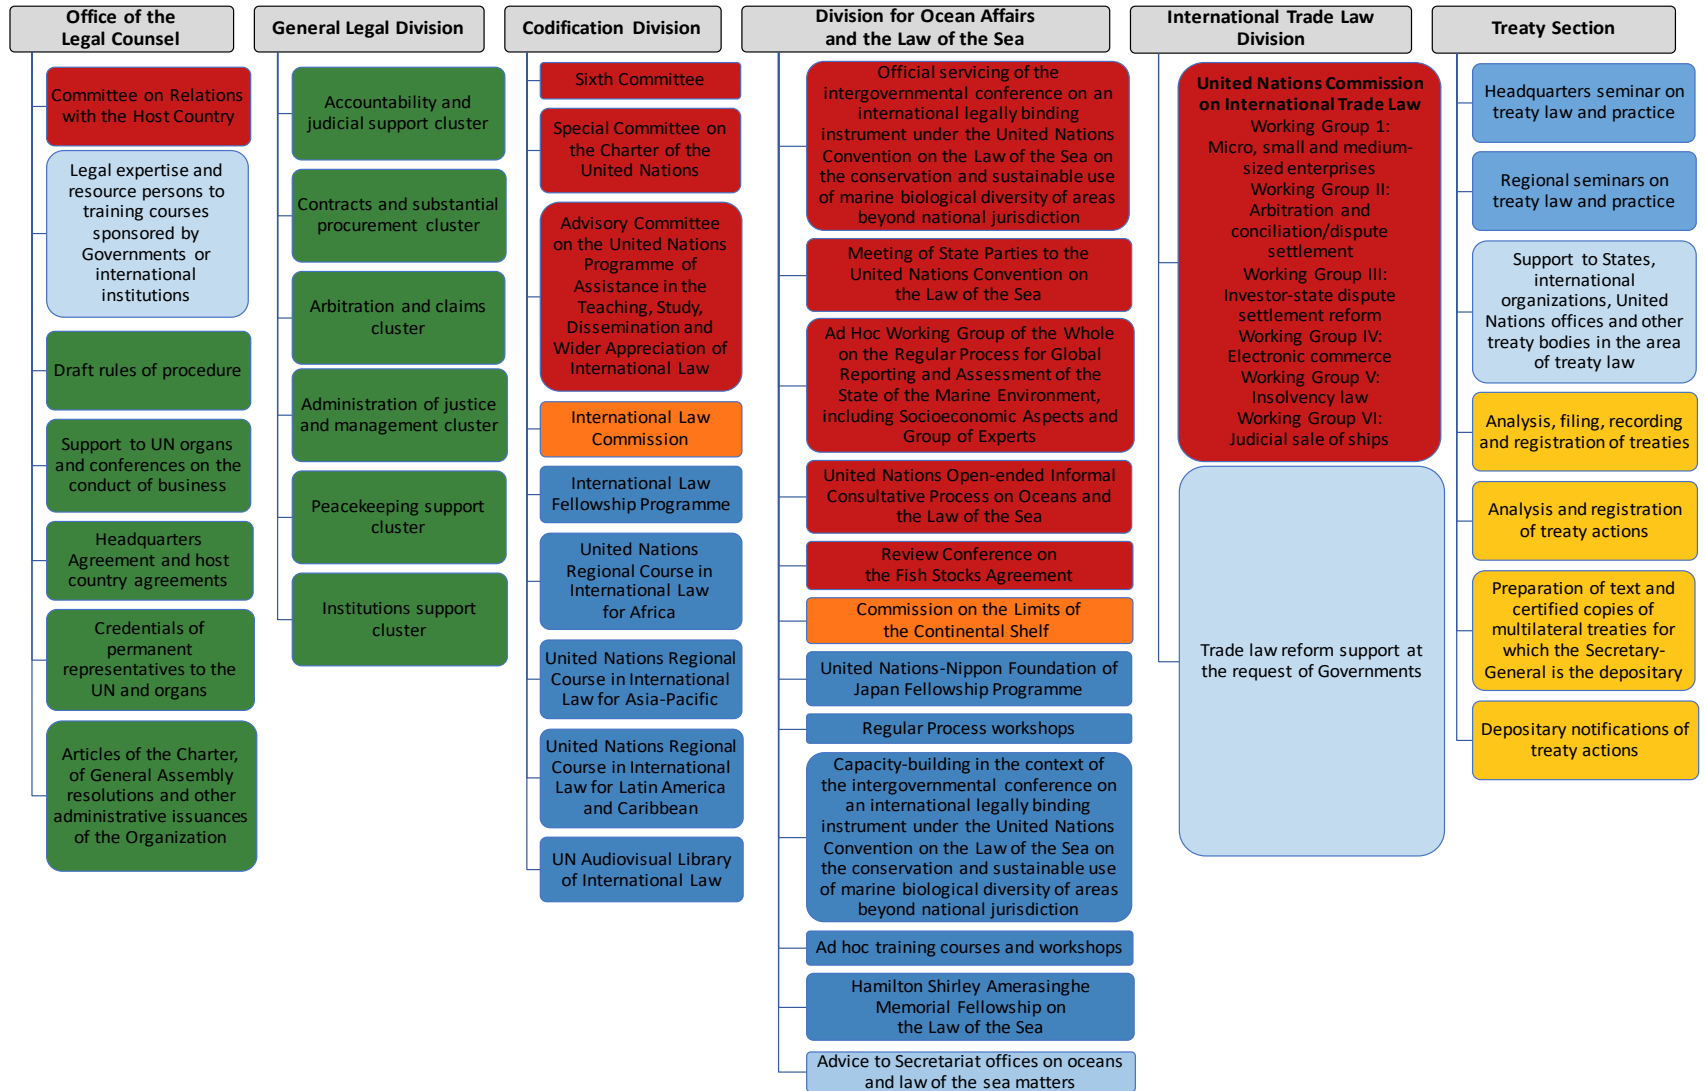 Office of the
Legal Counsel
Committee on Relations
with the Host Country
Legal expertise and
resource persons to
training courses
sponsored by
Governments or
international
institutions
Draft rules of procedure
Support to UN organs
and conferences on the
conduct of business
Headquarters
Agreement and host
country agreements
Credentials of
permanent
representatives to the
UN and organs
Articles of the Charter,
of General Assembly
resolutions and other
administrative issuances
of the Organization
General Legal Division
Accountability and
judicial support cluster
Contracts and substantial
procurement cluster
Arbitration and claims
cluster
Administration of justice
and management cluster
Peacekeeping support
cluster
Institutions support
cluster
Codification Division
Sixth Committee
Special Committee on
the Charter of the
United Nations
Advisory Committee
on the United Nations
Programme of
Assistance in the
Teaching, Study,
Dissemination and
Wider Appreciation of
International Law
International Law
Commission
International Law
Fellowship Programme
United Nations
Regional Course in
International Law
for Africa
United Nations Regional
Course in International
Law for Asia-Pacific
United Nations Regional
Course in International
Law for Latin America
and Caribbean
UN Audiovisual Library
of International Law
Division for Ocean Affairs
and the Law of the Sea
Official servicing of the
intergovernmental conference on an
international legally binding
instrument under the United Nations
Convention on the Law of the Sea on
the conservation and sustainable use
of marine biological diversity of areas
beyond national jurisdiction
Meeting of State Parties to the
United Nations Convention on
the Law of the Sea
Ad Hoc Working Group of the Whole
on the Regular Process for Global
Reporting and Assessment of the
State of the Marine Environment,
including Socioeconomic Aspects and
Group of Experts
United Nations Open-ended Informal
Consultative Process on Oceans and
the Law of the Sea
Review Conference on
the Fish Stocks Agreement
Commission on the Limits of
the Continental Shelf
United Nations-Nippon Foundation of
Japan Fellowship Programme
Regular Process workshops
Capacity-building in the context of
the intergovernmental conference on
an international legally binding
instrument under the United Nations
Convention on the Law of the Sea on
the conservation and sustainable use
of marine biological diversity of areas
beyond national jurisdiction
Ad hoc training courses and workshops
Hamilton Shirley Amerasinghe
Memorial Fellowship on
the Law of the Sea
Advice to Secretariat offices on oceans
and law of the sea matters
International Trade Law
Division
United Nations Commission
on International Trade Law
Working Group 1:
Micro, small and medium-
sized enterprises
Working Group II:
Arbitration and
conciliation/dispute
settlement
Working Group III:
Investor-state dispute
settlement reform
Working Group IV:
Electronic commerce
Working Group V:
Insolvency law
Working Group VI:
Judicial sale of ships
Trade law reform support at
the request of Governments
Treaty Section
Headquarters seminar on
treaty law and practice
Regional seminars on
treaty law and practice
Support to States,
international
organizations, United
Nations offices and other
treaty bodies in the area
of treaty law
Analysis, filing, recording
and registration of treaties
Analysis and registration
of treaty actions
Preparation of text and
certified copies of
multilateral treaties for
which the Secretary-
General is the depositary
Depositary notifications of
treaty actions